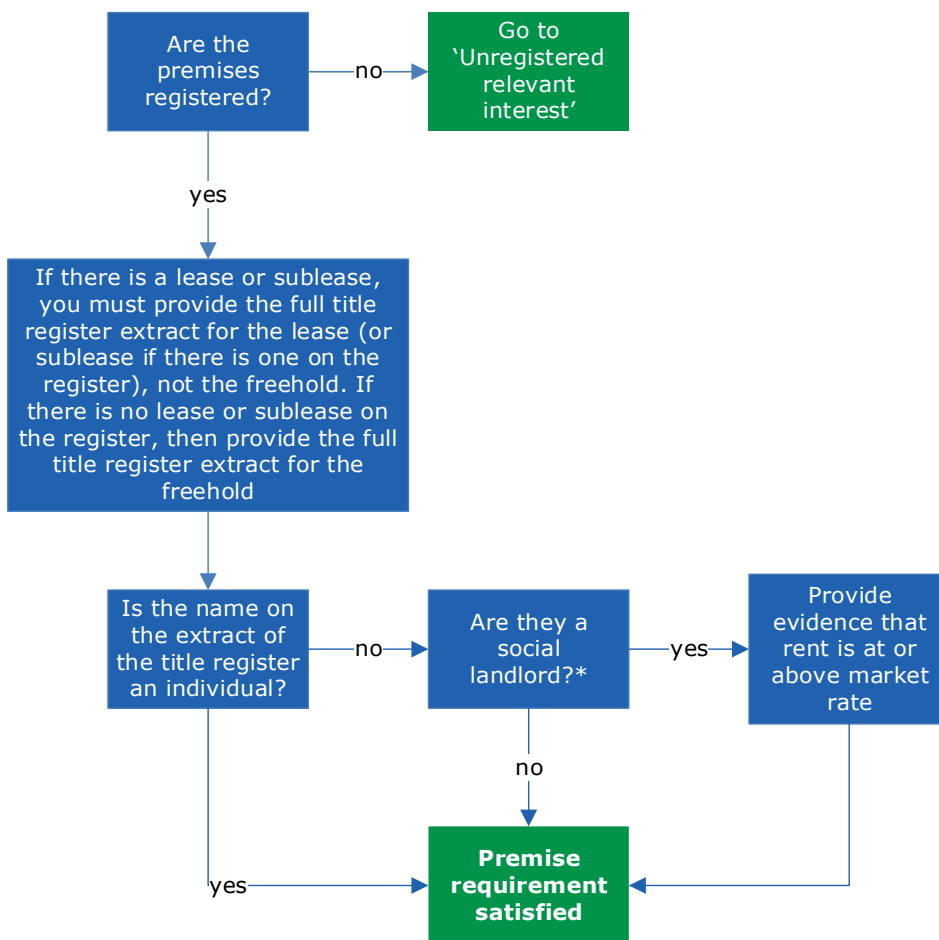 Are the
premises
registered?
no
Go to
‘Unregistered
relevant
interest’
yes
If there is a lease or sublease,
you must provide the full title
register extract for the lease (or
sublease if there is one on the
register), not the freehold. If
there is no lease or sublease on
the register, then provide the full
title register extract for the
freehold
Is the name on
the extract of
the title register
an individual?
no
Are they a
social
landlord?*
yes
Provide
evidence that
rent is at or
above market
rate
no
yes
Premise
requirement
satisfied